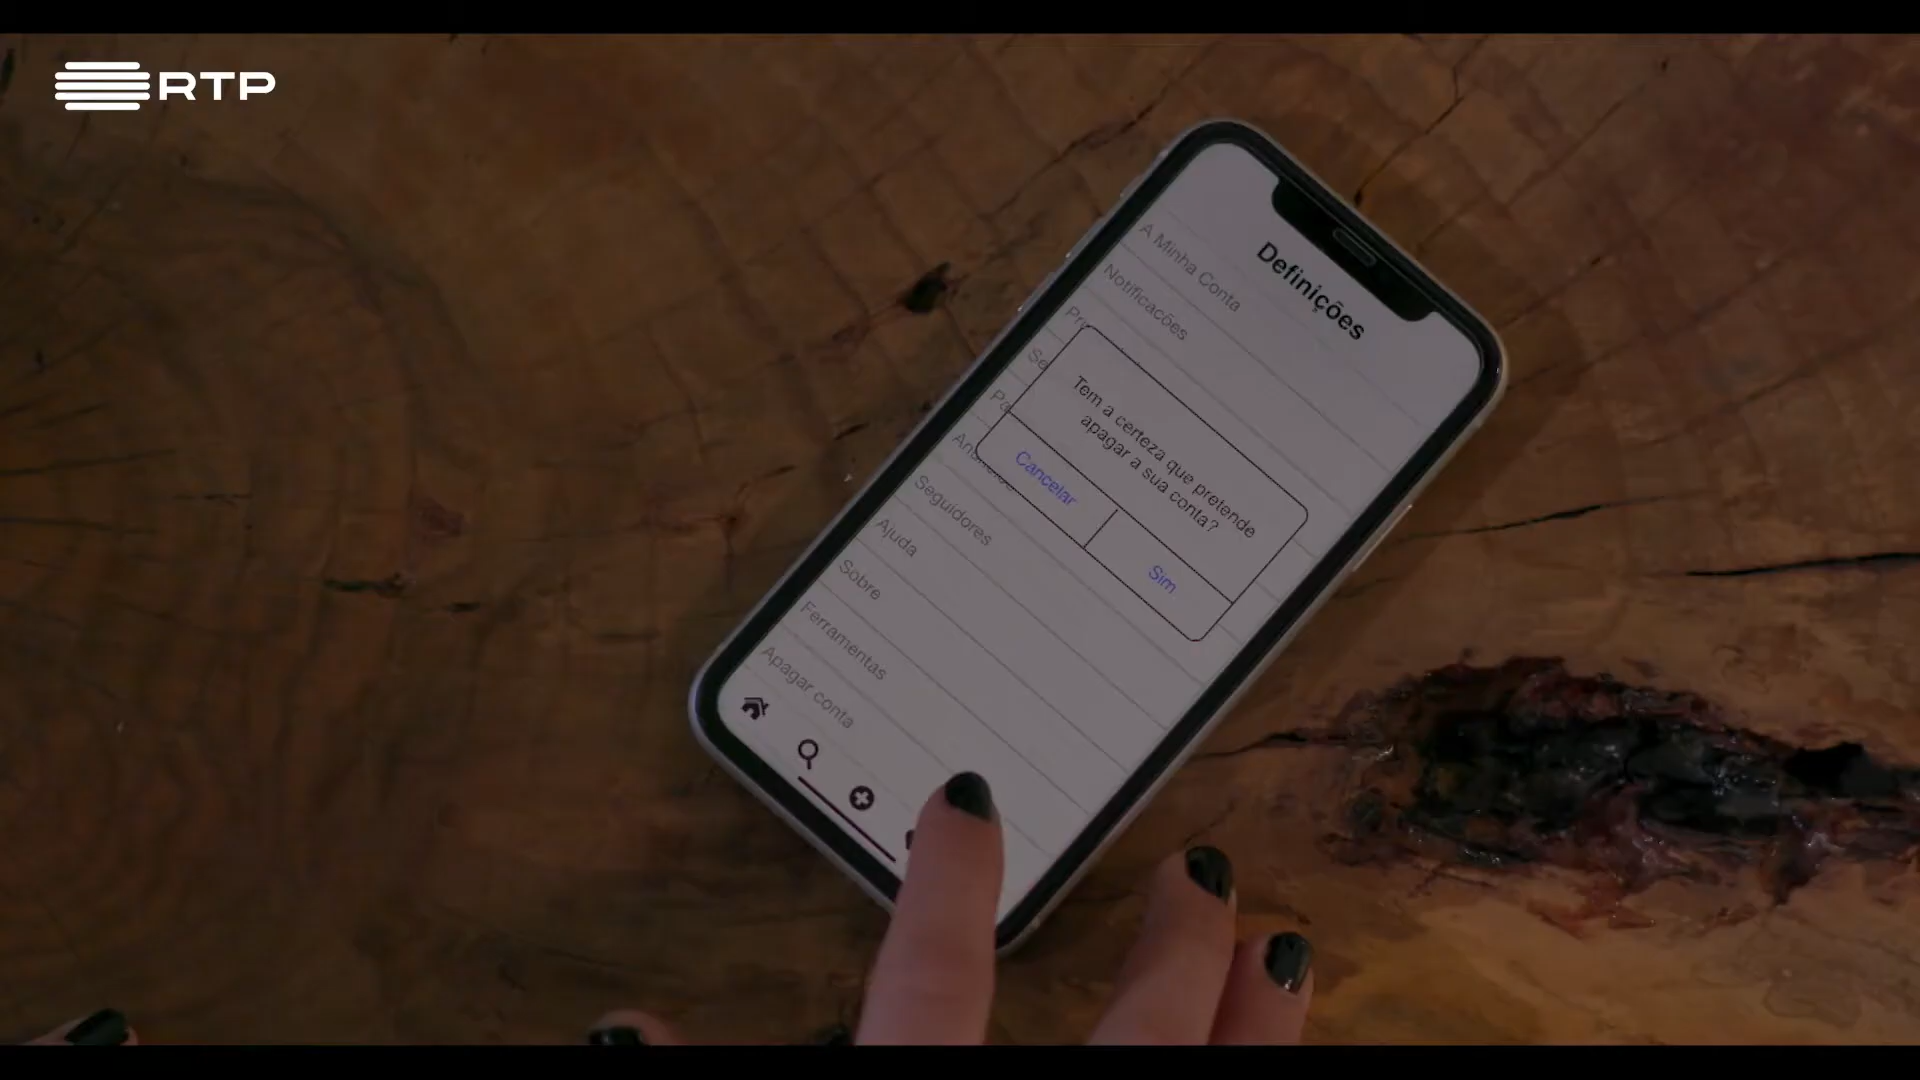 RTP
Definições
A Minha Conta
Notificações
Tem a certeza que pretende
apagar a sua conta?
Cancelar
Sim
Seguidores
Ajuda
Sobre
Ferramentas
Apagar conta